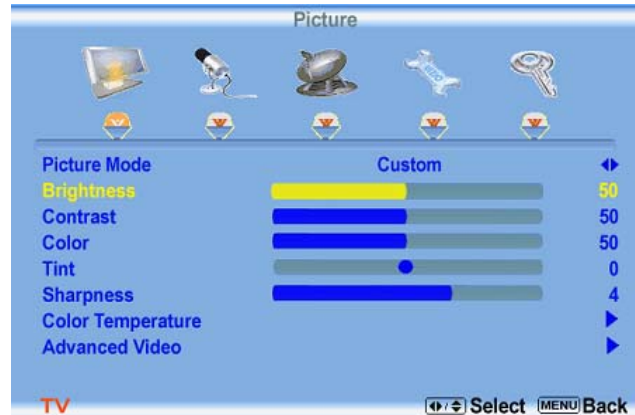 Picture
Picture Mode Custom
Brightness 50
Contrast 50
Color 50
Tint 0
Sharpness 4
Color Temperature
Advanced Video
TV Select MENU Back